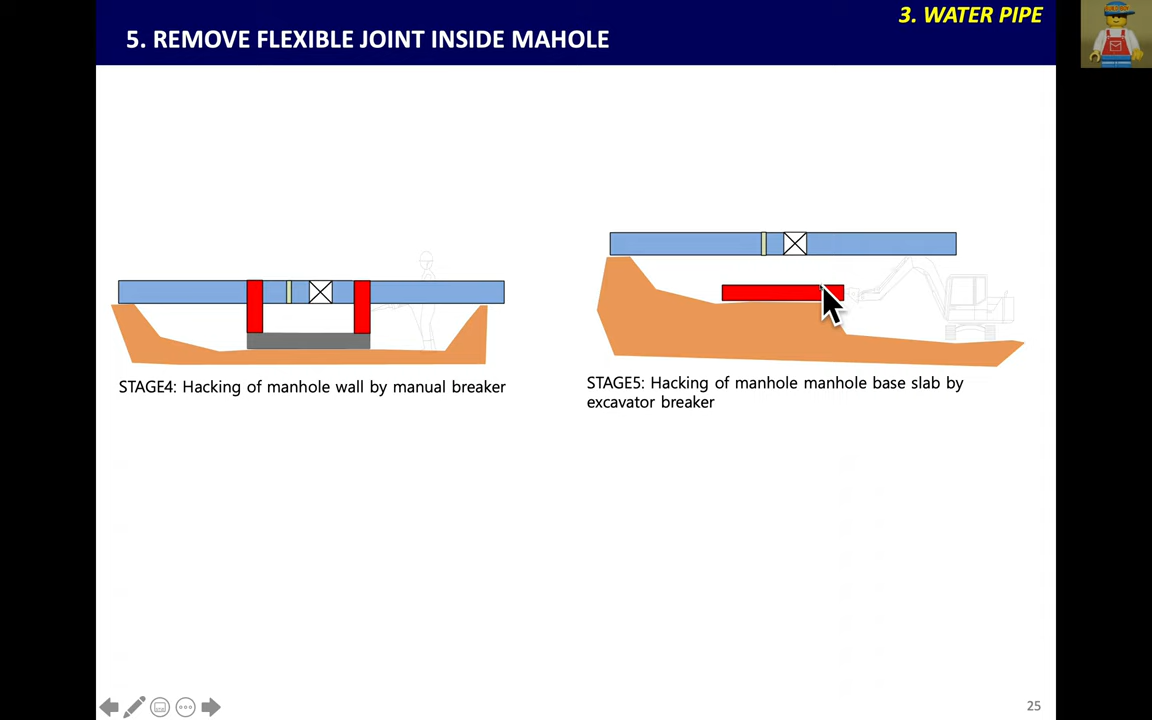 3. WATER PIPE
5. REMOVE FLEXIBLE JOINT INSIDE MAHOLE
STAGE4: Hacking of manhole wall by manual breaker
STAGE5: Hacking of manhole manhole base slab by
excavator breaker
25